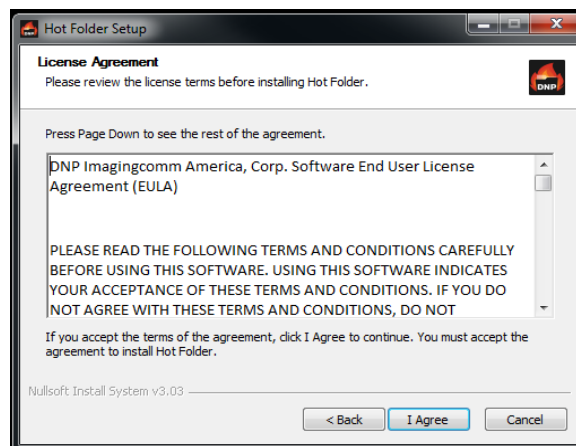 Hot Folder Setup
License Agreement
Please review the license terms before installing Hot Folder.
DNP
Press Page Down to see the rest of the agreement.
DNP Imagingcomm America, Corp. Software End User License
Agreement (EULA)
PLEASE READ THE FOLLOWING TERMS AND CONDITIONS CAREFULLY
BEFORE USING THIS SOFTWARE. USING THIS SOFTWARE INDICATES
YOUR ACCEPTANCE OF THESE TERMS AND CONDITIONS. IF YOU DO
NOT AGREE WITH THESE TERMS AND CONDITIONS, DO NOT
If you accept the terms of the agreement, click I Agree to continue. You must accept the
agreement to install Hot Folder.
Nullsoft Install System v3.03
< Back
I Agree
Cancel